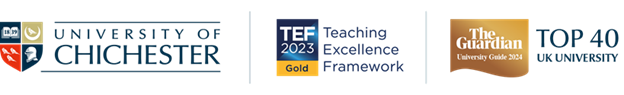 UNIVERSITY OF
CHICHESTER
TEF
2023
Gold
Teaching
Excellence
Framework
The
Guardian
University Guide 2024
TOP 40
UK UNIVERSITY